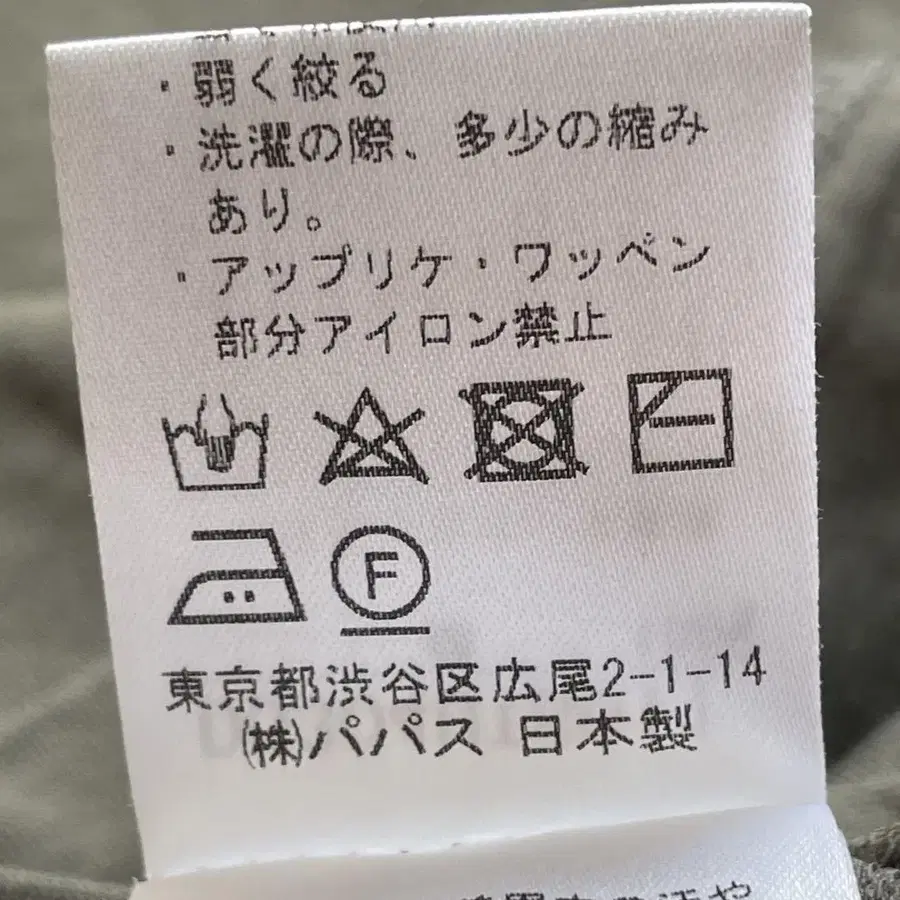 ・弱く絞る
・洗濯の際、多少の縮み
あり。
・アップリケ・ワッペン
部分アイロン禁止
F
東京都渋谷区広尾2-1-14
㈱パパス 日本製